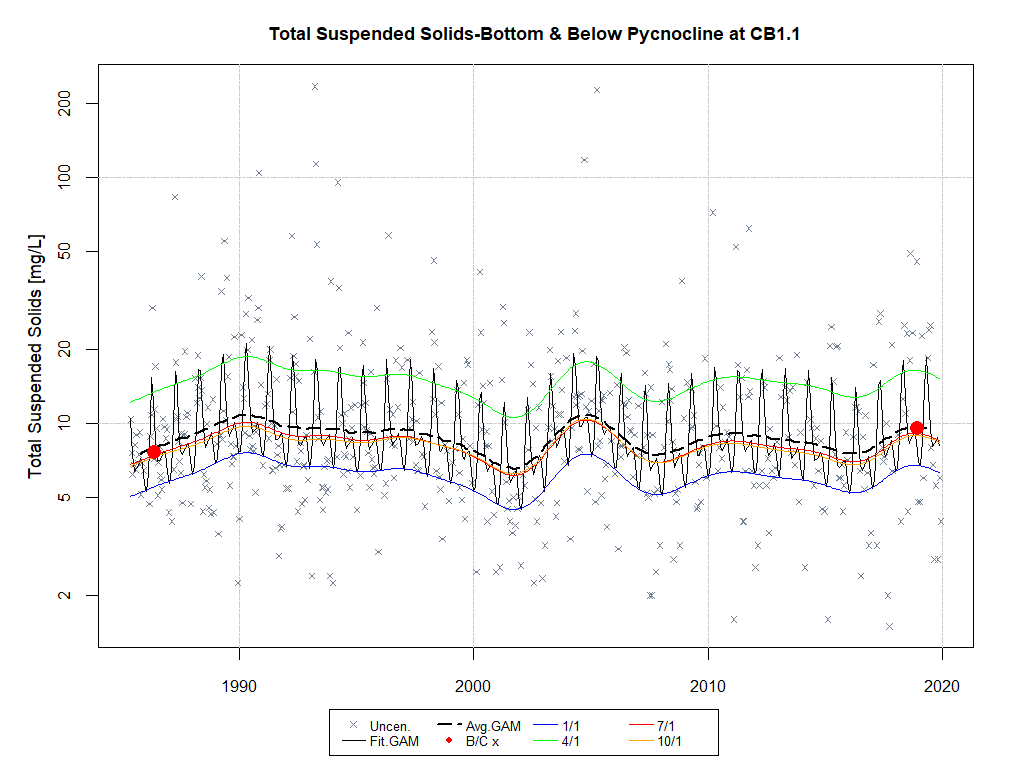 Total Suspended Solids-Bottom & Below Pycnocline at CB1.1
Total Suspended Solids [mg/L]
200
100
50
20
10
5
2
1990 2000 2010 2020
Uncen. Avg.GAM 1/1 7/1
Fit.GAM B/C x 4/1 10/1